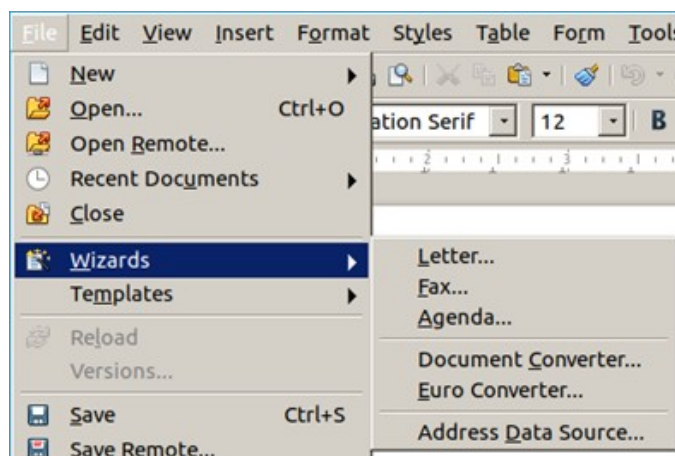 File Edit View Insert Format Styles Table Form Tools
New
Open... Ctrl+O
ation Serif 12 B
Open Remote...
2 3
Recent Documents
Close
Wizards
Letter...
Templates
Fax...
Agenda...
Reload
Document Converter...
Versions...
Euro Converter...
Save Ctrl+S
Address Data Source...
Save Remote...